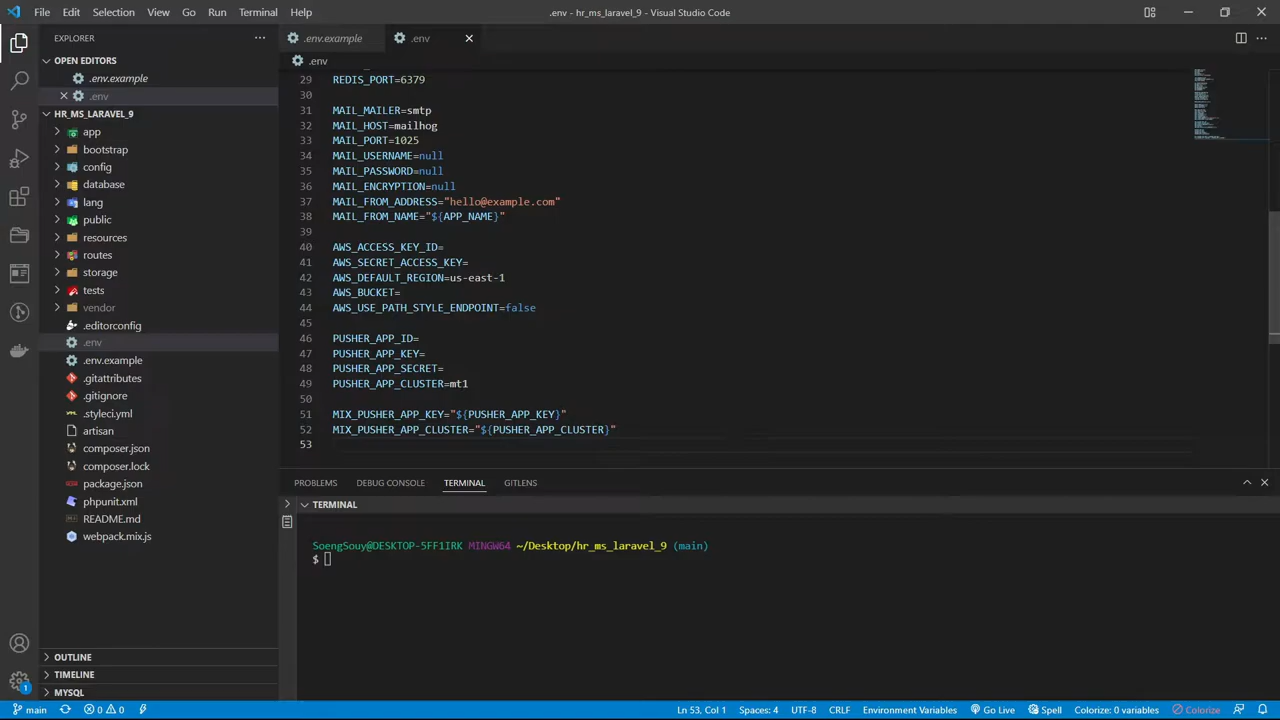 File Edit Selection View Go Run Terminal Help
.env - hr_ms_laravel_9 - Visual Studio Code
EXPLORER
OPEN EDITORS
.env.example
.env
HR_MS_LARAVEL_9
app
bootstrap
config
database
lang
public
resources
routes
storage
tests
vendor
.editorconfig
.env
.env.example
.gitattributes
.gitignore
.styleci.yml
artisan
composer.json
composer.lock
package.json
phpunit.xml
README.md
webpack.mix.js
OUTLINE
TIMELINE
MYSQL
.env.example
.env
.env
29 REDIS_PORT=6379
30
31 MAIL_MAILER=smtp
32 MAIL_HOST=mailhog
33 MAIL_PORT=1025
34 MAIL_USERNAME=null
35 MAIL_PASSWORD=null
36 MAIL_ENCRYPTION=null
37 MAIL_FROM_ADDRESS="hello@example.com"
38 MAIL_FROM_NAME="${APP_NAME}"
39
40 AWS_ACCESS_KEY_ID=
41 AWS_SECRET_ACCESS_KEY=
42 AWS_DEFAULT_REGION=us-east-1
43 AWS_BUCKET=
44 AWS_USE_PATH_STYLE_ENDPOINT=false
45
46 PUSHER_APP_ID=
47 PUSHER_APP_KEY=
48 PUSHER_APP_SECRET=
49 PUSHER_APP_CLUSTER=mt1
50
51 MIX_PUSHER_APP_KEY="${PUSHER_APP_KEY}"
52 MIX_PUSHER_APP_CLUSTER="${PUSHER_APP_CLUSTER}"
53
PROBLEMS DEBUG CONSOLE TERMINAL GITLENS
TERMINAL
SoengSouy@DESKTOP-5FF1IRK MINGW64 ~/Desktop/hr_ms_laravel_9 (main)
$
1
main 0 0 Ln 53, Col 1 Spaces: 4 UTF-8 CRLF Environment Variables Go Live Spell Colorize: 0 variables Colorize